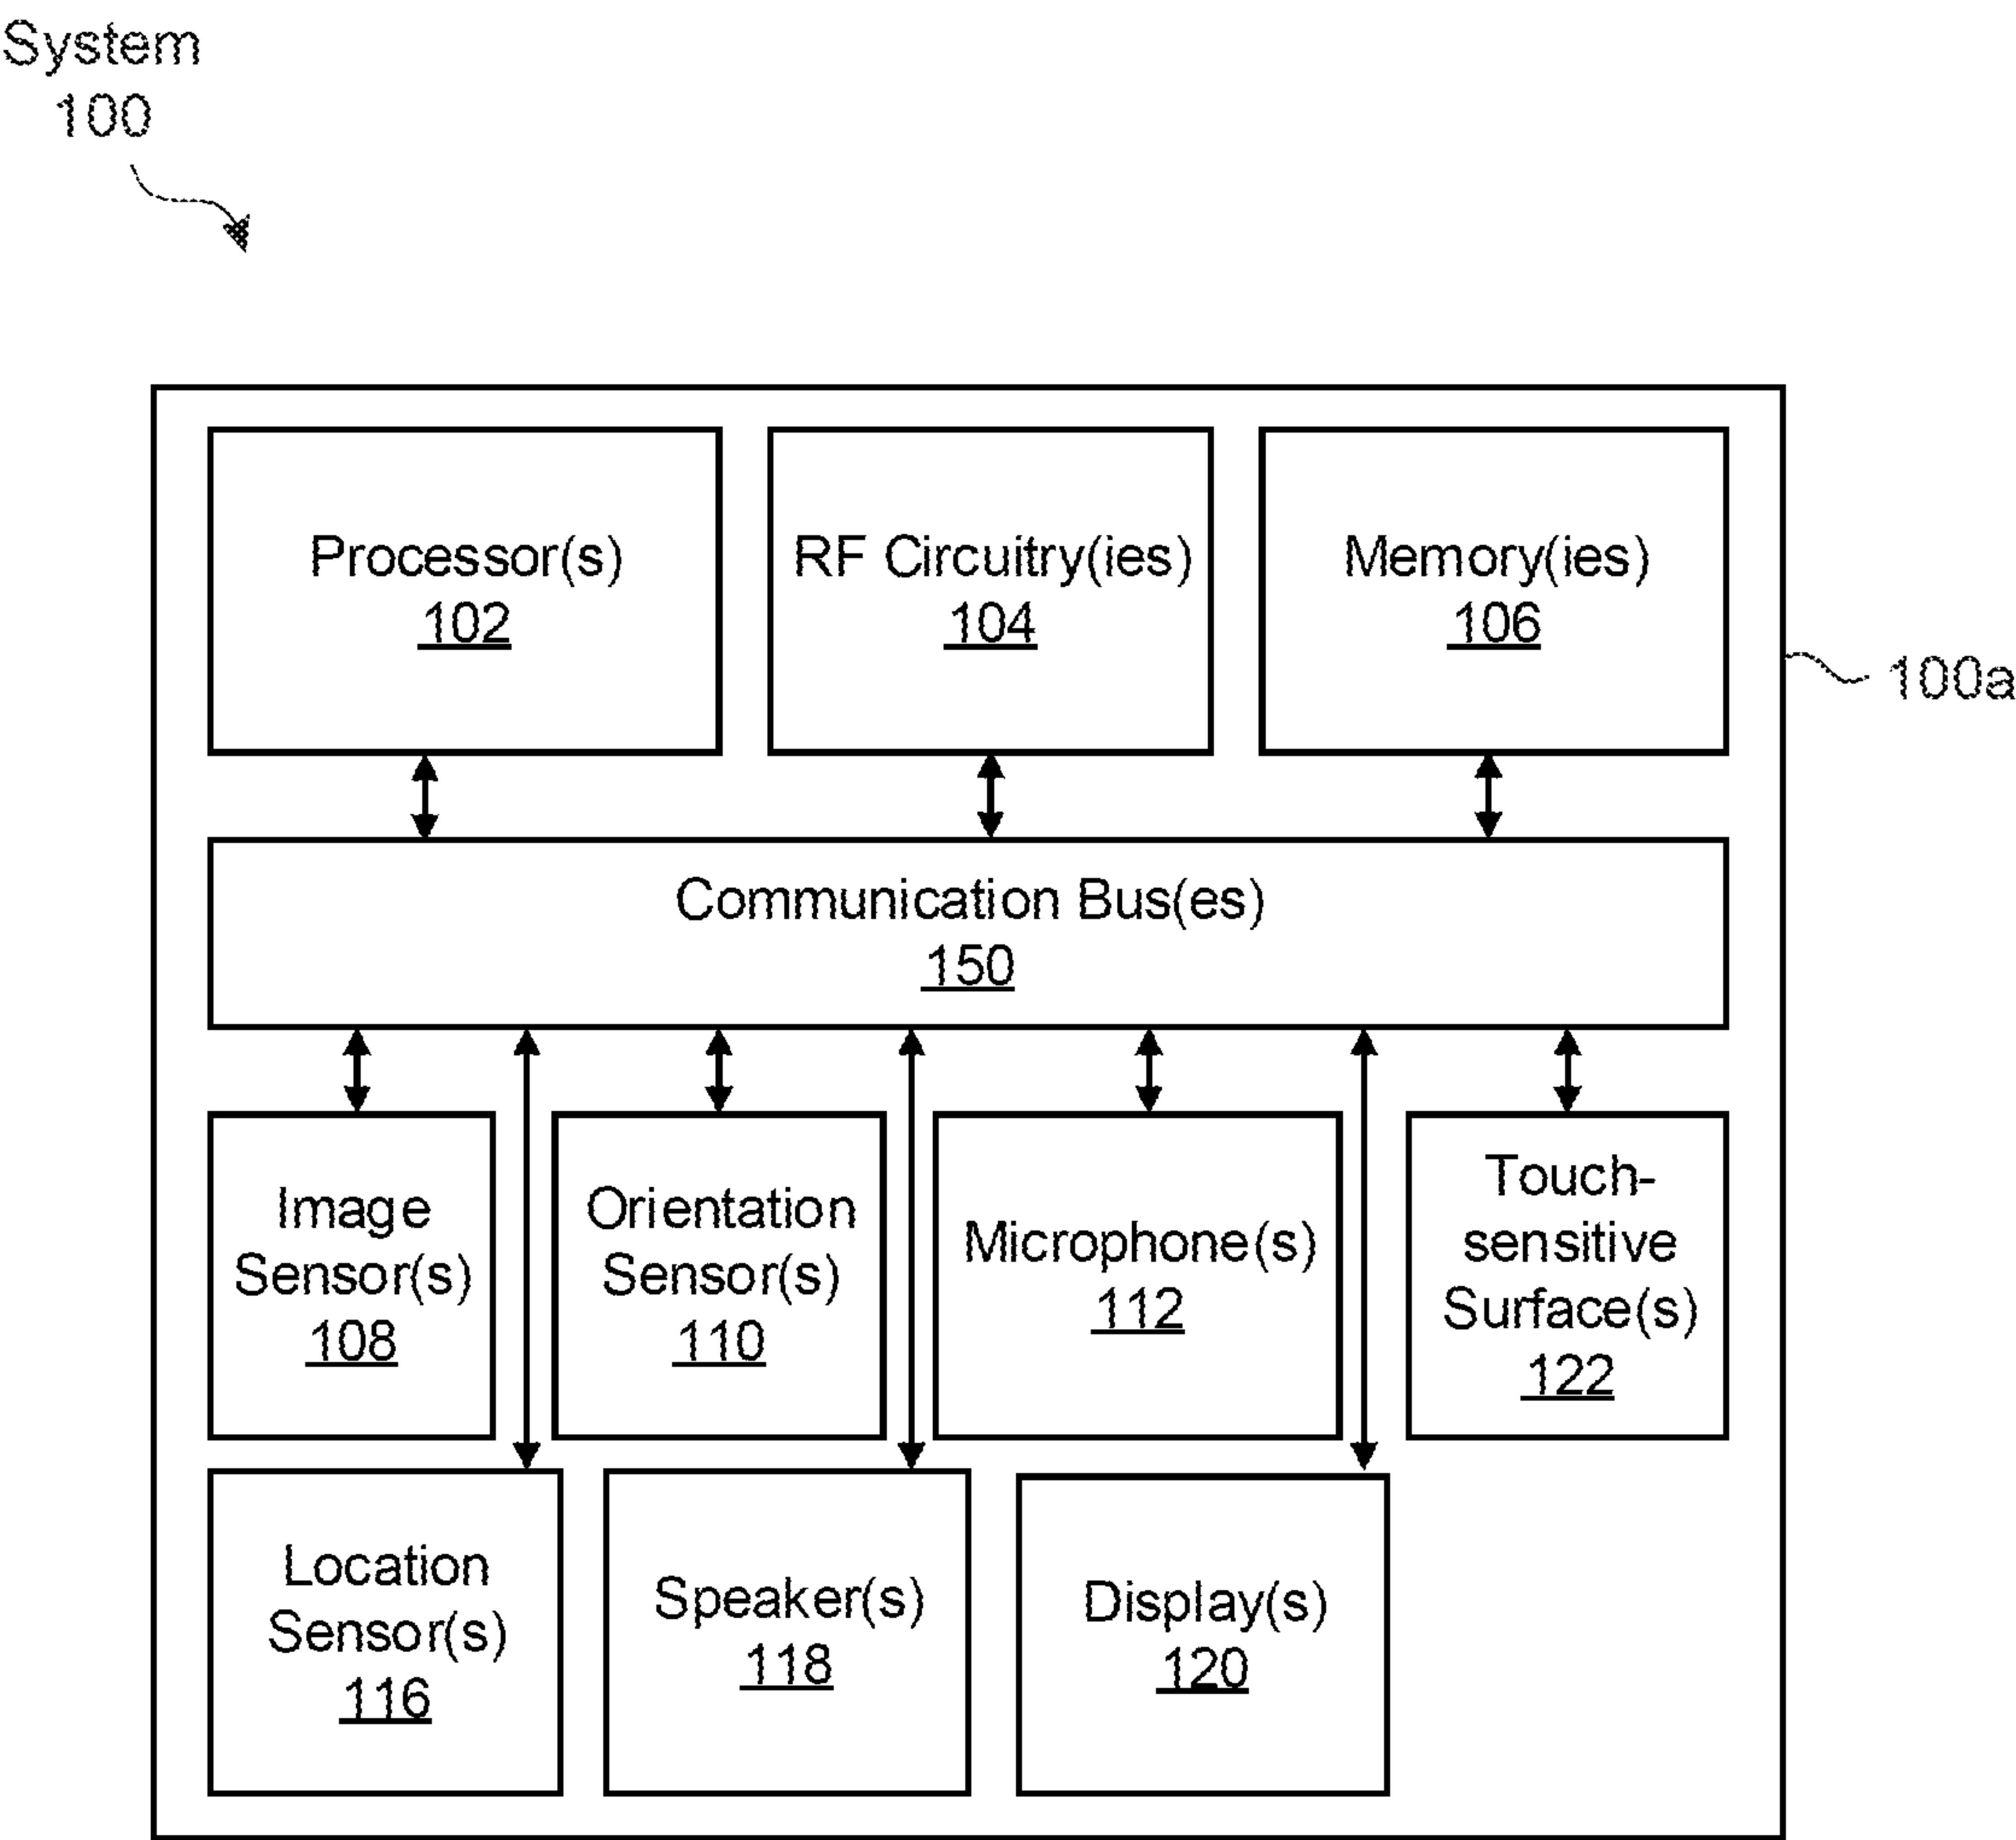 System
100
Processor(s)
102
RF Circuitry(ies)
104
Memory(ies)
106
100a
Communication Bus(es)
150
Image
Sensor(s)
108
Orientation
Sensor(s)
110
Microphone(s)
112
Touch-
sensitive
Surface(s)
122
Location
Sensor(s)
116
Speaker(s)
118
Display(s)
120